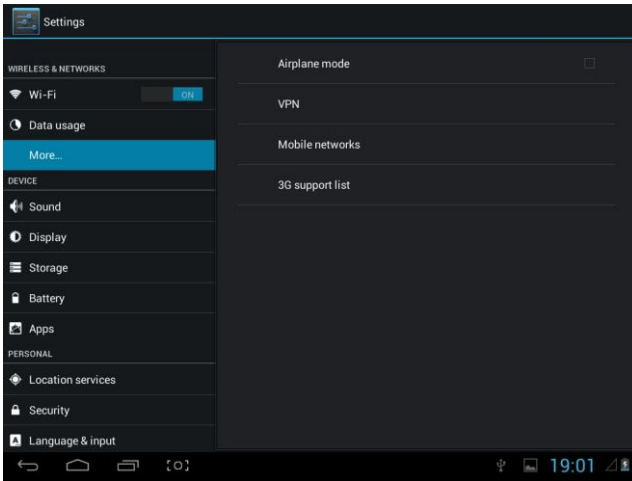 Settings
WIRELESS & NETWORKS
Wi-Fi ON
Data usage
More...
DEVICE
Sound
Display
Storage
Battery
Apps
PERSONAL
Location services
Security
Language & input
Airplane mode
VPN
Mobile networks
3G support list
19:01